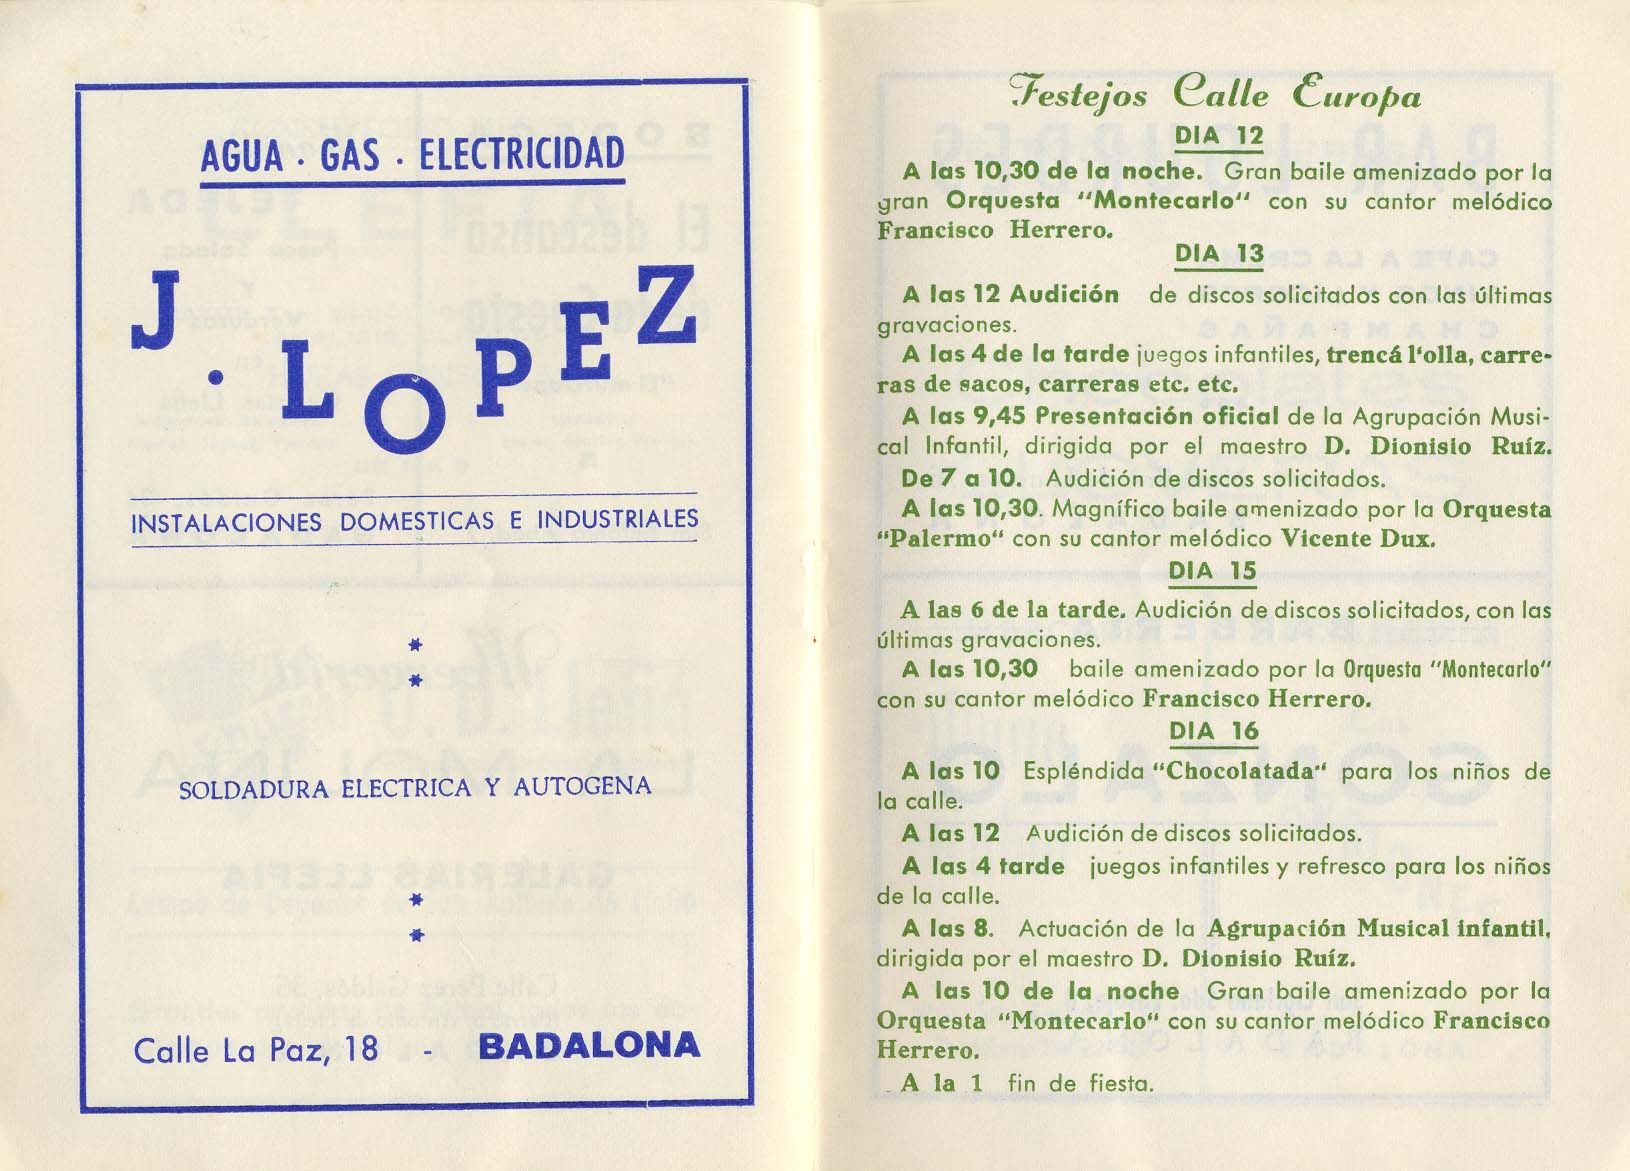 AGUA · GAS · ELECTRICIDAD
J. LOPEZ
INSTALACIONES DOMESTICAS E INDUSTRIALES
*
*
SOLDADURA ELECTRICA Y AUTOGENA
*
*
Calle La Paz, 18 - BADALONA
Festejos Calle Europa
DIA 12
A las 10,30 de la noche. Gran baile amenizado por la
gran Orquesta "Montecarlo" con su cantor melódico
Francisco Herrero.
DIA 13
A las 12 Audición de discos solicitados con las últimas
gravaciones.
A las 4 de la tarde juegos infantiles, trencá l'olla, carre-
ras de sacos, carreras etc. etc.
A las 9,45 Presentación oficial de la Agrupación Musi-
cal Infantil, dirigida por el maestro D. Dionisio Ruíz.
De 7 a 10. Audición de discos solicitados.
A las 10,30. Magnífico baile amenizado por la Orquesta
"Palermo" con su cantor melódico Vicente Dux.
DIA 15
A las 6 de la tarde. Audición de discos solicitados, con las
últimas gravaciones.
A las 10,30 baile amenizado por la Orquesta "Montecarlo"
con su cantor melódico Francisco Herrero.
DIA 16
A las 10 Espléndida "Chocolatada" para los niños de
la calle.
A las 12 Audición de discos solicitados.
A las 4 tarde juegos infantiles y refresco para los niños
de la calle.
A las 8. Actuación de la Agrupación Musical infantil,
dirigida por el maestro D. Dionisio Ruíz.
A las 10 de la noche Gran baile amenizado por la
Orquesta "Montecarlo" con su cantor melódico Francisco
Herrero.
A la 1 fin de fiesta.